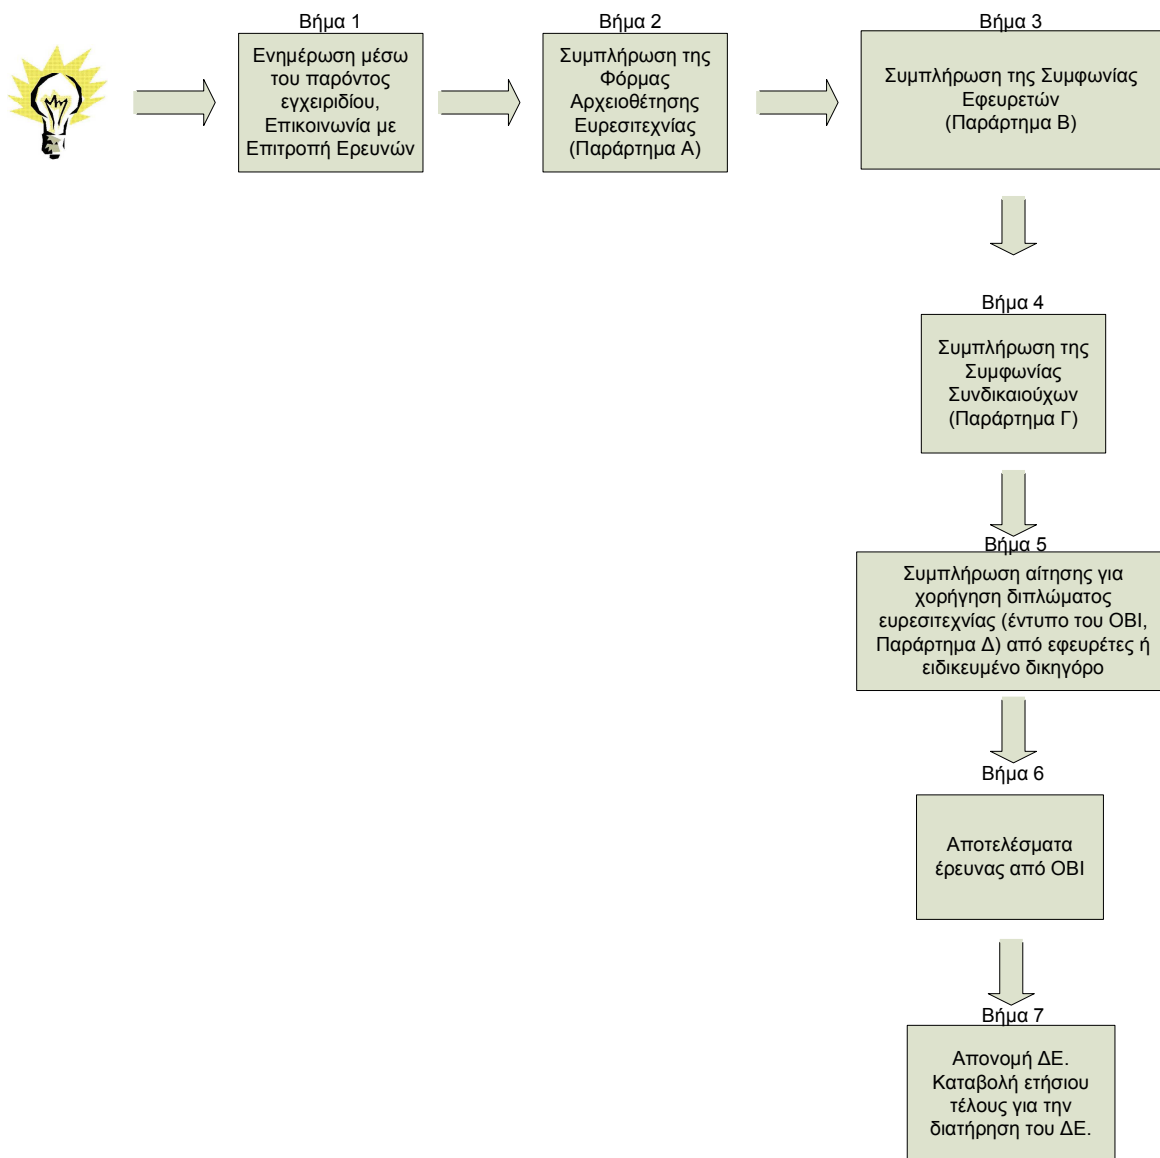 Βήμα 1
Ενημέρωση μέσω
του παρόντος
εγχειριδίου,
Επικοινωνία με
Επιτροπή Ερευνών
Βήμα 2
Συμπλήρωση της
Φόρμας
Αρχειοθέτησης
Ευρεσιτεχνίας
(Παράρτημα Α)
Βήμα 3
Συμπλήρωση της Συμφωνίας
Εφευρετών
(Παράρτημα Β)
Βήμα 4
Συμπλήρωση της
Συμφωνίας
Συνδικαιούχων
(Παράρτημα Γ)
Βήμα 5
Συμπλήρωση αίτησης για
χορήγηση διπλώματος
ευρεσιτεχνίας (έντυπο του ΟΒΙ,
Παράρτημα Δ) από εφευρέτες ή
ειδικευμένο δικηγόρο
Βήμα 6
Αποτελέσματα
έρευνας από ΟΒΙ
Βήμα 7
Απονομή ΔΕ.
Καταβολή ετήσιου
τέλους για την
διατήρηση του ΔΕ.